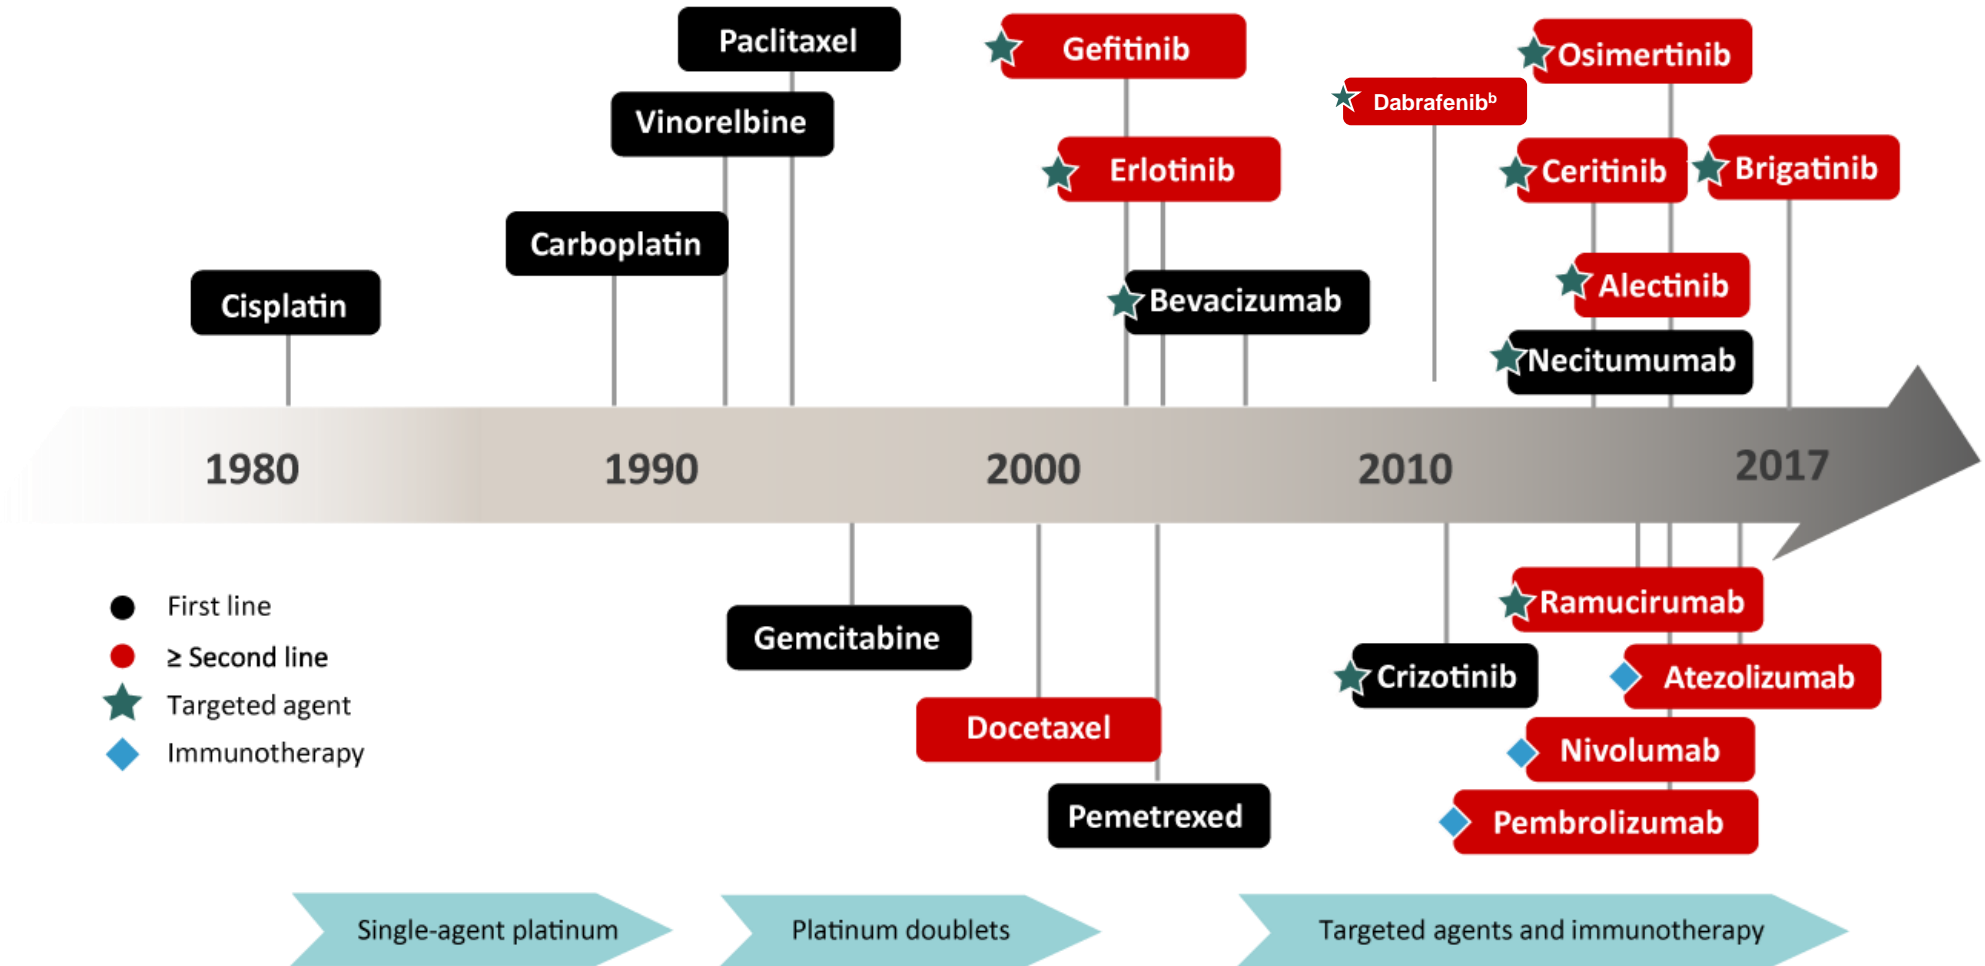 Paclitaxel
Gefitinib
Osimertinib
Dabrafenibᵇ
Vinorelbine
Erlotinib
Ceritinib
Brigatinib
Carboplatin
Cisplatin
Bevacizumab
Alectinib
Necitumumab
1980
1990
2000
2010
2017
First line
≥ Second line
Targeted agent
Immunotherapy
Gemcitabine
Docetaxel
Pemetrexed
Ramucirumab
Crizotinib
Atezolizumab
Nivolumab
Pembrolizumab
Single-agent platinum
Platinum doublets
Targeted agents and immunotherapy